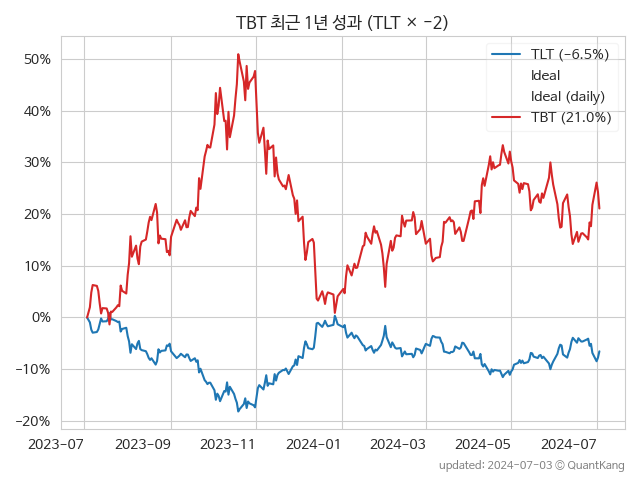 TBT 최근 1년 성과 (TLT × −2)
TLT (−6.5%)
Ideal
Ideal (daily)
TBT (21.0%)
50%
40%
30%
20%
10%
0%
−10%
−20%
2023-07 2023-09 2023-11 2024-01 2024-03 2024-05 2024-07
updated: 2024-07-03 © QuantKang